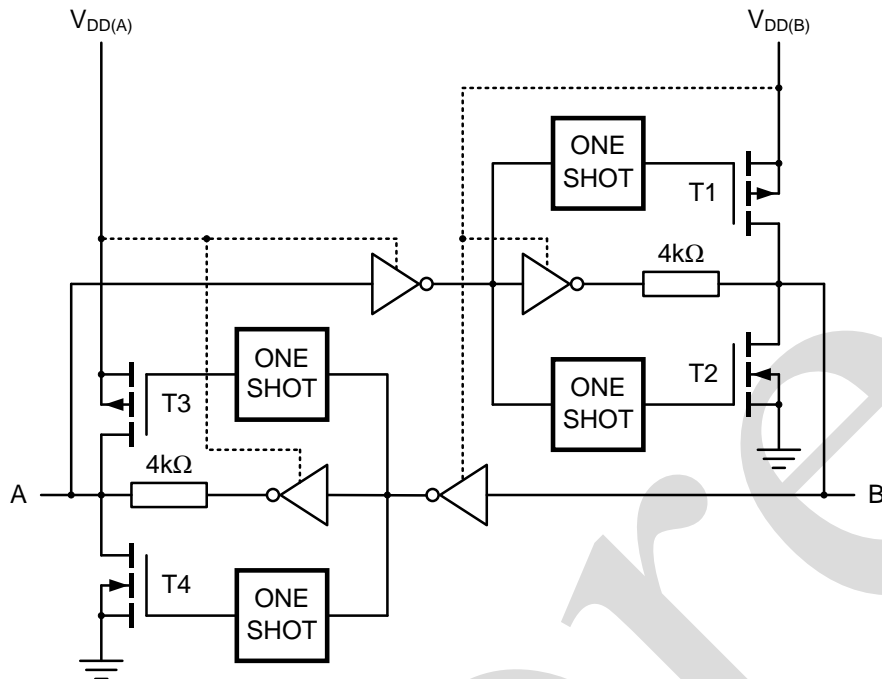 V_DD(A)
V_DD(B)
ONE
SHOT
T1
4kΩ
ONE
SHOT
T3
ONE
SHOT
T2
4kΩ
A
B
T4
ONE
SHOT